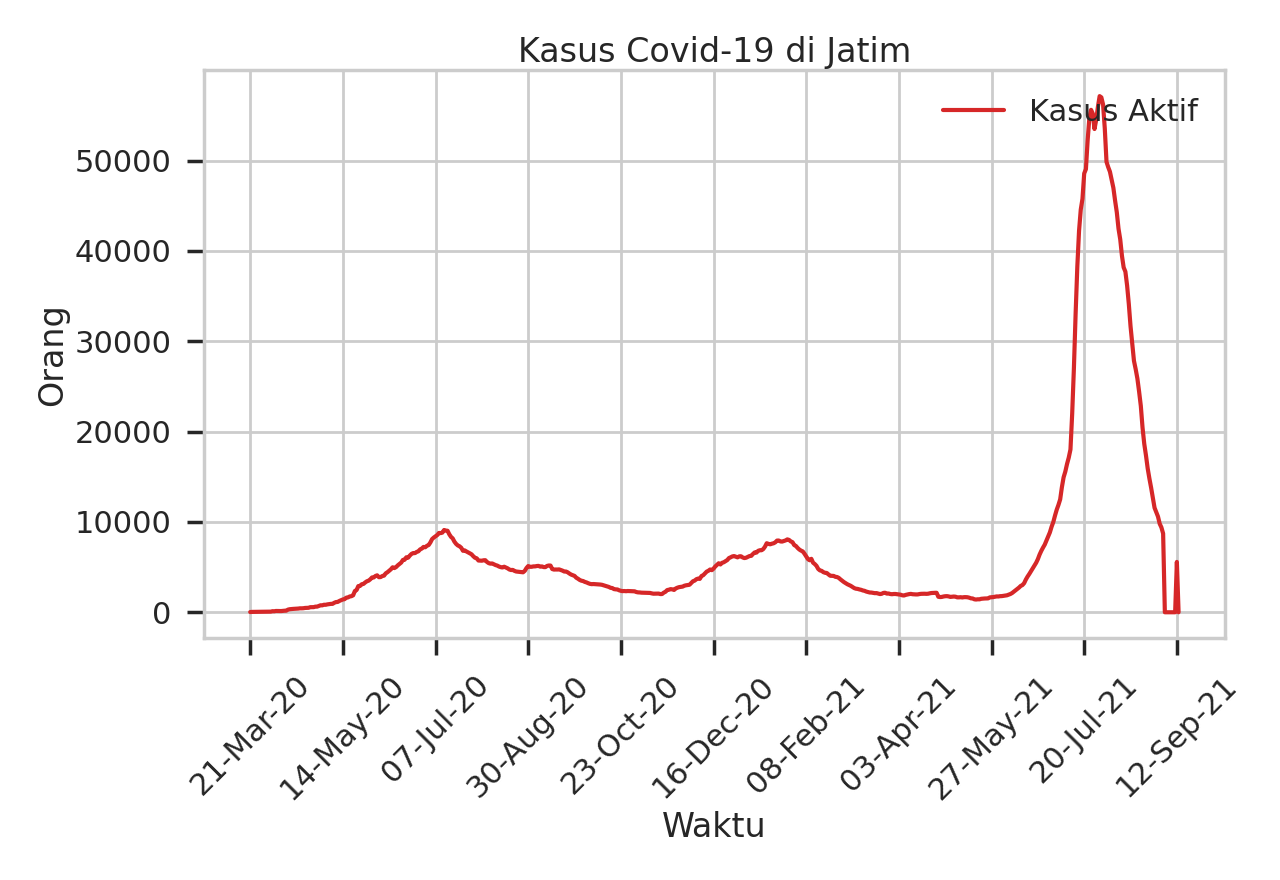 Kasus Covid-19 di Jatim
Kasus Aktif
50000
40000
30000
20000
10000
0
Orang
21-Mar-20
14-May-20
07-Jul-20
30-Aug-20
23-Oct-20
16-Dec-20
08-Feb-21
03-Apr-21
27-May-21
20-Jul-21
12-Sep-21
Waktu